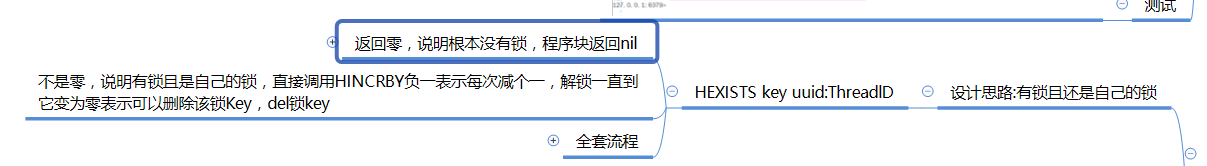 127.0.0.1:6379>
测试
返回零，说明根本没有锁，程序块返回nil
不是零，说明有锁且是自己的锁，直接调用HINCRBY负一表示每次减个一，解锁一直到
它变为零表示可以删除该锁Key，del锁key
HEXISTS key uuid:ThreadID
设计思路:有锁且还是自己的锁
全套流程